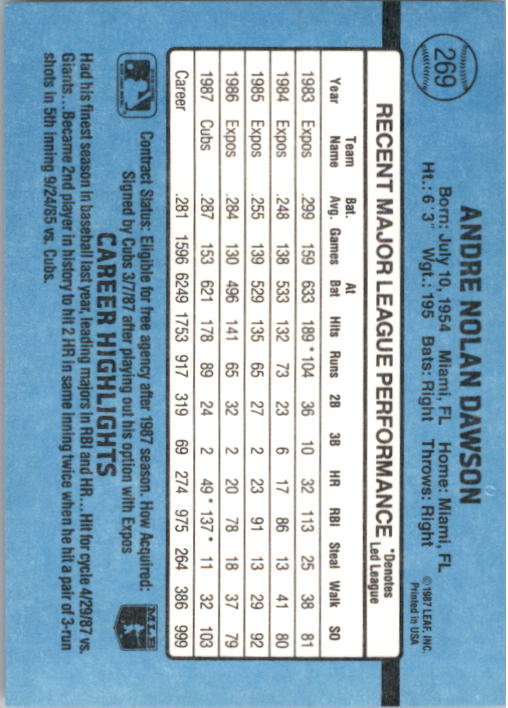 269
ANDRE NOLAN DAWSON
Born: July 10, 1954 Miami, FL Home: Miami, FL
Ht.: 6'3" Wgt.: 195 Bats: Right Throws: Right
©1987 LEAF, INC.
Printed in USA
RECENT MAJOR LEAGUE PERFORMANCE *Denotes Led League
Year Team Name Bat. Avg. Games At Bat Hits Runs 2B 3B HR RBI Steal Walk SO
1983 Expos .299 159 633 189* 104 36 10 32 113 25 38 81
1984 Expos .248 138 533 132 73 23 6 17 86 13 41 80
1985 Expos .255 139 529 135 65 27 2 23 91 13 29 92
1986 Expos .284 130 496 141 65 32 2 20 78 18 37 79
1987 Cubs .287 153 621 178 89 24 2 49* 137* 11 32 103
Career .281 1596 6249 1753 917 319 69 274 975 264 386 999
Contract Status: Eligible for free agency after 1987 season. How Acquired:
Signed by Cubs 3/7/87 after playing out his option with Expos
MLB
CAREER HIGHLIGHTS
Had his finest season in baseball last year, leading majors in RBI and HR...Hit for cycle 4/29/87 vs.
Giants...Became 2nd player in history to hit 2 HR in same inning twice when he hit a pair of 3-run
shots in 5th inning 9/24/85 vs. Cubs.